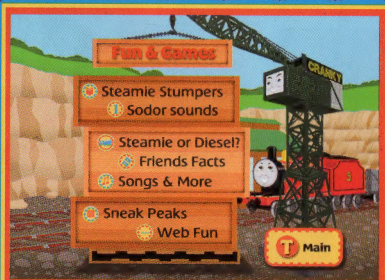 Fun & Games
CRANKY
Steamie Stumpers
Sodor sounds
Steamie or Diesel?
Friends Facts
Songs & More
Sneak Peaks
Web Fun
5
T Main